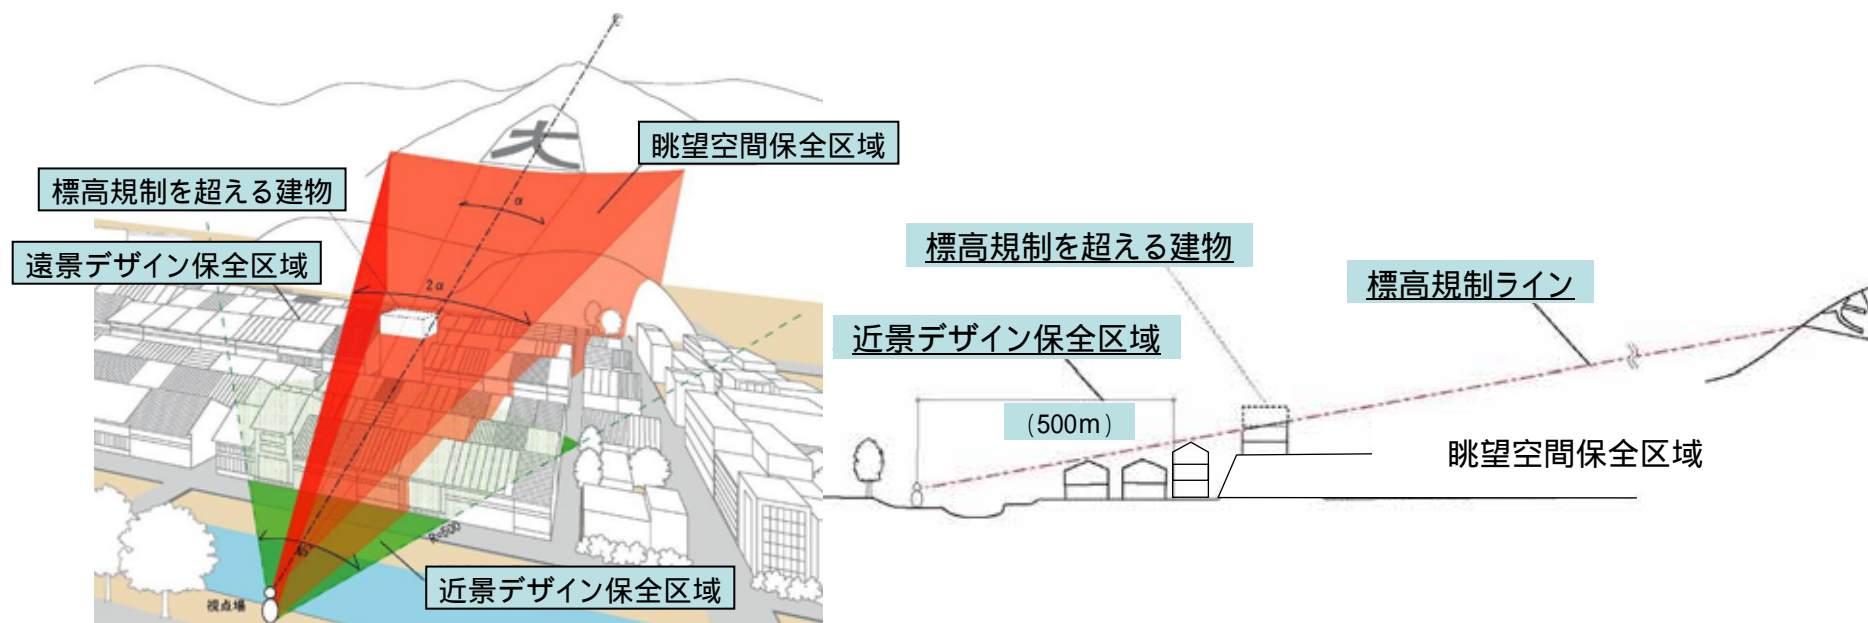 大
眺望空間保全区域
標高規制を超える建物
α
遠景デザイン保全区域
2α
R=500
45°
近景デザイン保全区域
視点場
標高規制を超える建物
標高規制ライン
近景デザイン保全区域
(500m)
眺望空間保全区域